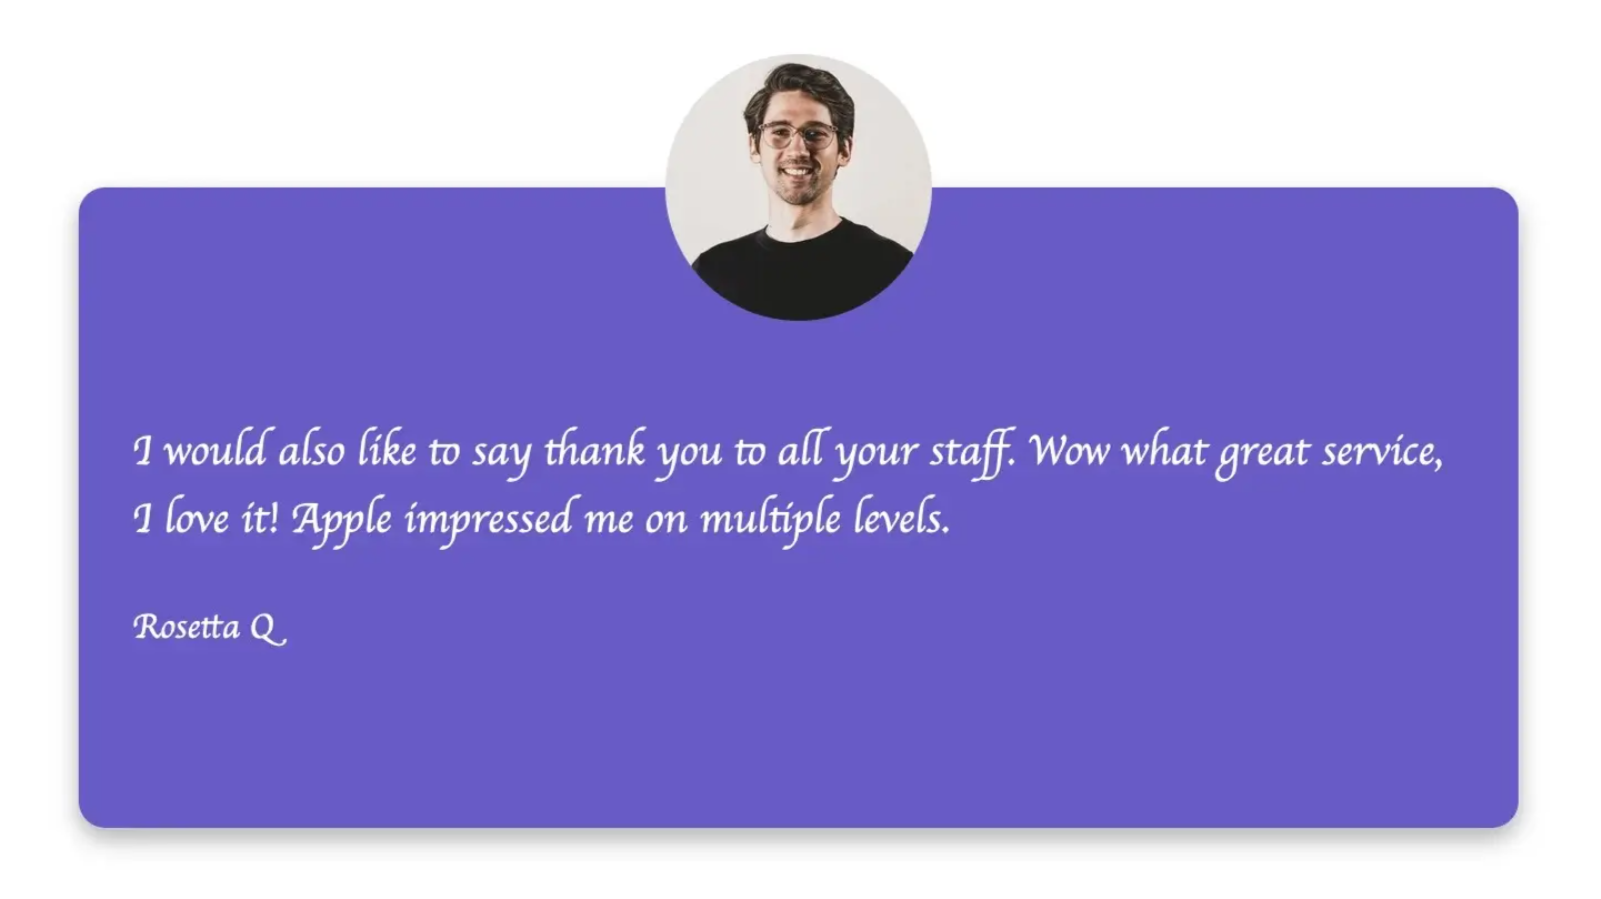 I would also like to say thank you to all your staff. Wow what great service,
I love it! Apple impressed me on multiple levels.
Rosetta Q